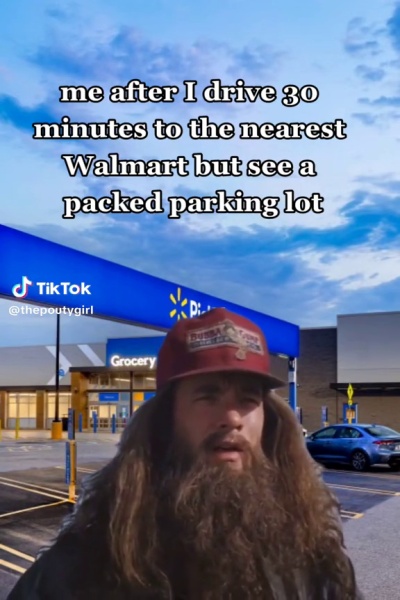 me after I drive 30
minutes to the nearest
Walmart but see a
packed parking lot
TikTok
@thepoutygirl
Grocery